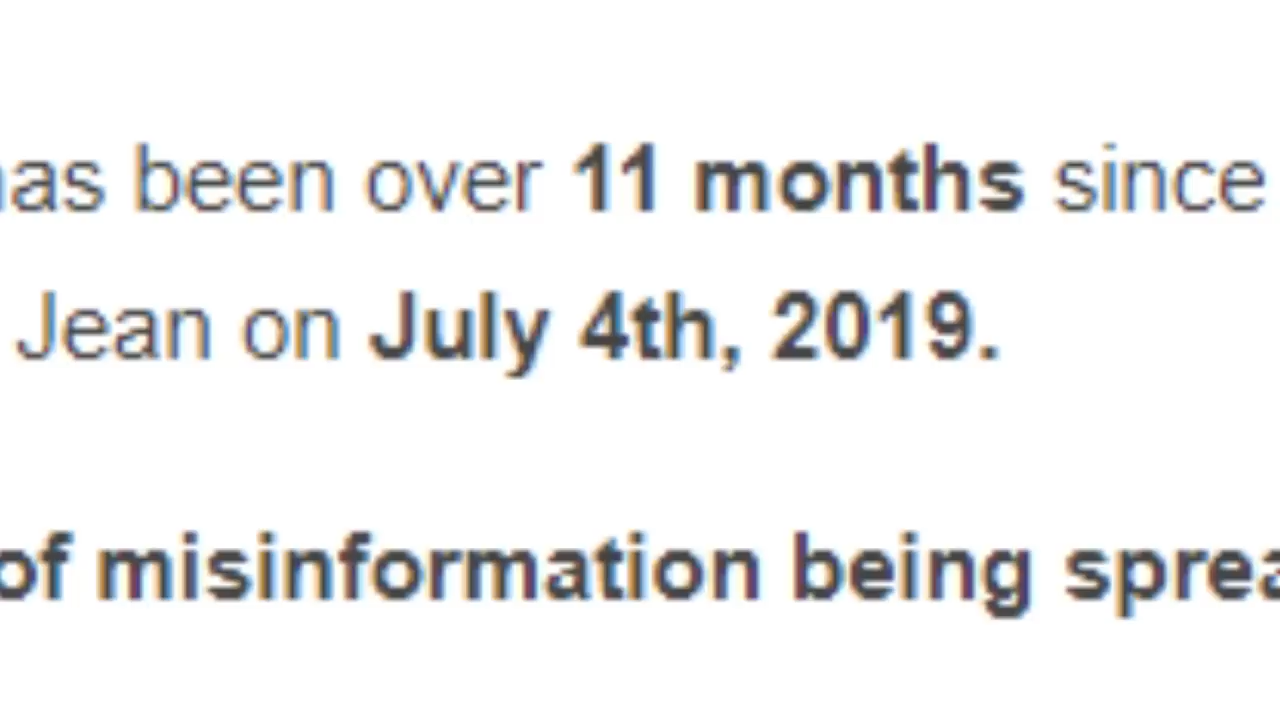 has been over 11 months since
Jean on July 4th, 2019.
of misinformation being sprea